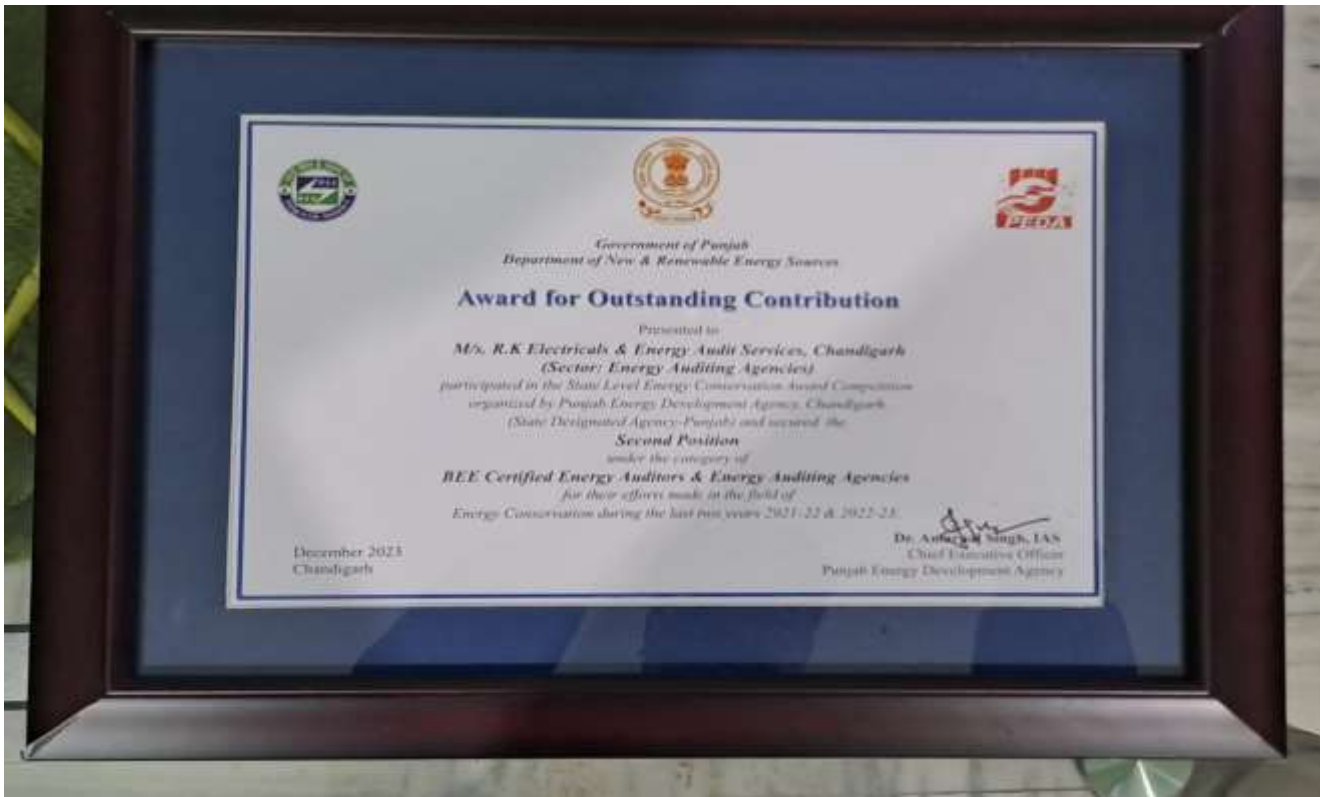 PEDA
Government of Punjab
Department of New & Renewable Energy Sources
Award for Outstanding Contribution
Presented to
M/s. R.K Electricals & Energy Audit Services, Chandigarh
(Sector: Energy Auditing Agencies)
participated in the State Level Energy Conservation Award Competition
organized by Punjab Energy Development Agency, Chandigarh
(State Designated Agency-Punjab) and secured the
Second Position
under the category of
BEE Certified Energy Auditors & Energy Auditing Agencies
for their efforts made in the field of
Energy Conservation during the last two years 2021-22 & 2022-23.
December 2023
Chandigarh
Dr. Singh, IAS
Chief Executive Officer
Punjab Energy Development Agency